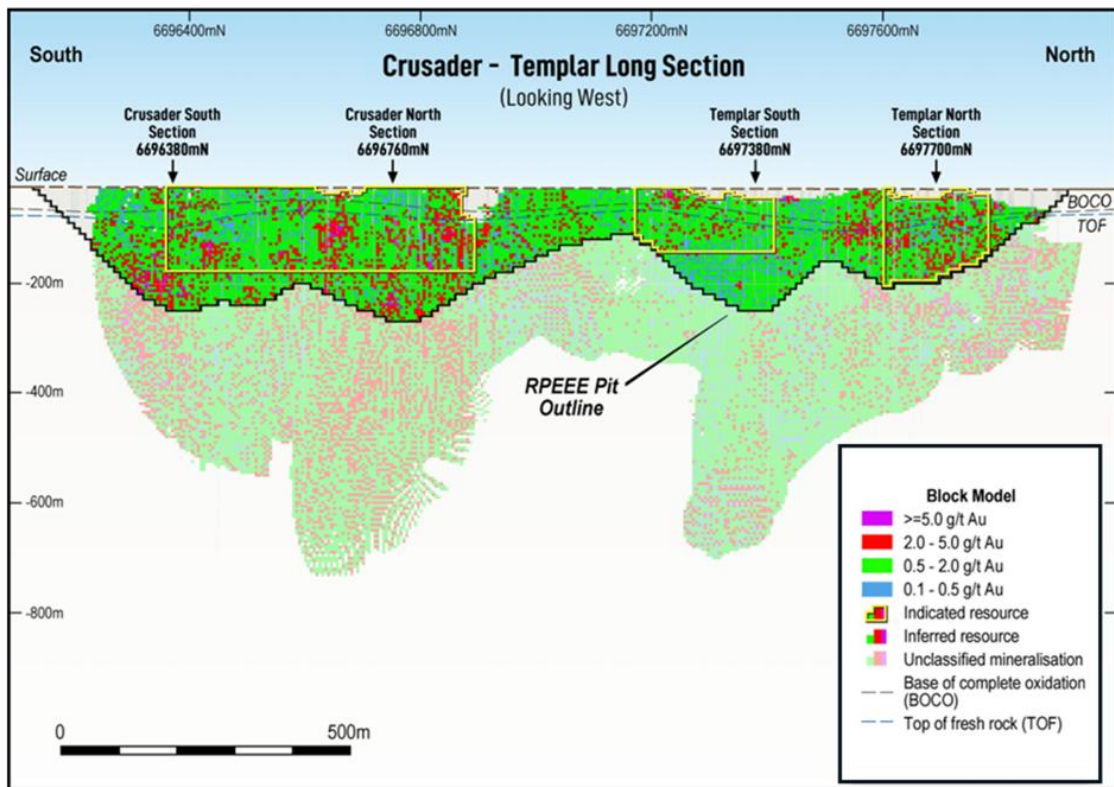 6696400mN 6696800mN 6697200mN 6697600mN
South
North
Crusader - Templar Long Section
(Looking West)
Crusader South
Section
6696380mN
Crusader North
Section
6696760mN
Templar South
Section
6697380mN
Templar North
Section
6697700mN
Surface
BOCO
TOF
-200m
-400m
-600m
-800m
RPEEE Pit
Outline
0 500m
Block Model
>=5.0 g/t Au
2.0 - 5.0 g/t Au
0.5 - 2.0 g/t Au
0.1 - 0.5 g/t Au
Indicated resource
Inferred resource
Unclassified mineralisation
Base of complete oxidation
(BOCO)
Top of fresh rock (TOF)